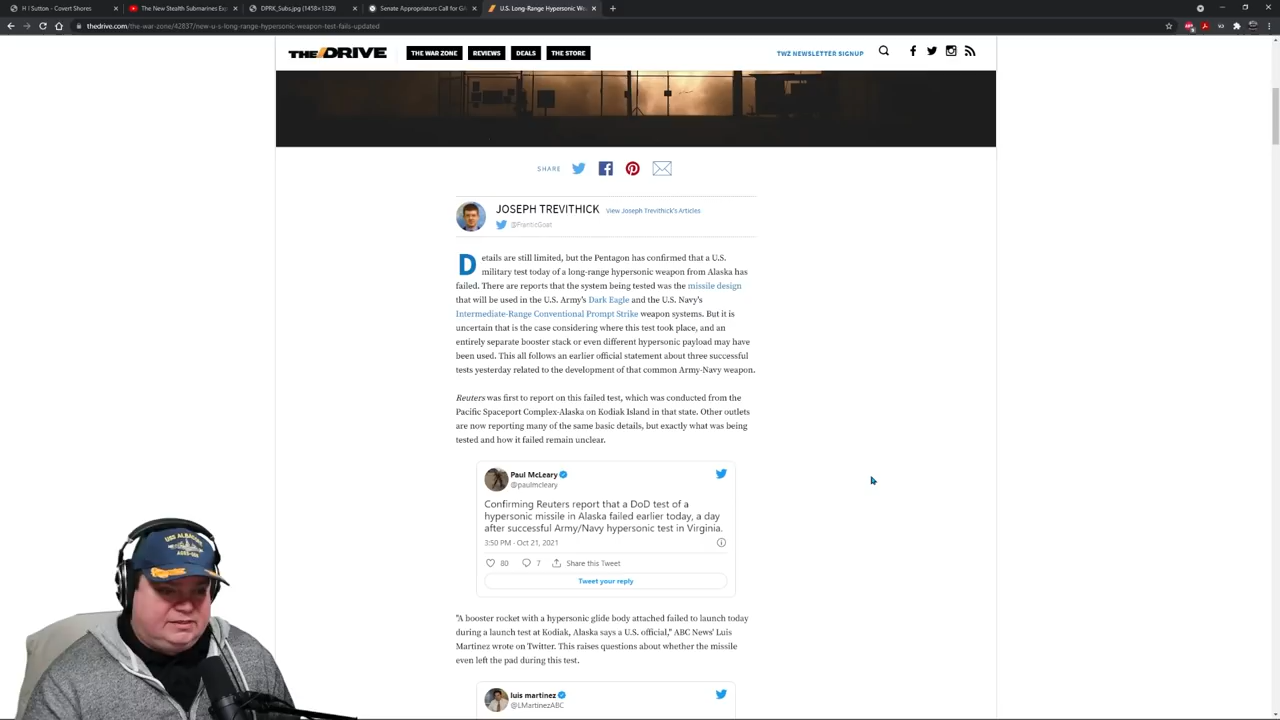 H I Sutton - Covert Shores
The New Stealth Submarines Exp
DPRK_Subs.jpg (1458×1329)
Senate Appropriators Call for Gr
U.S. Long-Range Hypersonic We
thedrive.com/the-war-zone/42837/new-u-s-long-range-hypersonic-weapon-test-fails-updated
THE DRIVE
THE WAR ZONE
REVIEWS
DEALS
THE STORE
TWZ NEWSLETTER SIGNUP
SHARE
JOSEPH TREVITHICK View Joseph Trevithick's Articles
@FranticGoat
Details are still limited, but the Pentagon has confirmed that a U.S.
military test today of a long-range hypersonic weapon from Alaska has
failed. There are reports that the system being tested was the missile design
that will be used in the U.S. Army's Dark Eagle and the U.S. Navy's
Intermediate-Range Conventional Prompt Strike weapon systems. But it is
uncertain that is the case considering where this test took place, and an
entirely separate booster stack or even different hypersonic payload may have
been used. This all follows an earlier official statement about three successful
tests yesterday related to the development of that common Army-Navy weapon.
Reuters was first to report on this failed test, which was conducted from the
Pacific Spaceport Complex-Alaska on Kodiak Island in that state. Other outlets
are now reporting many of the same basic details, but exactly what was being
tested and how it failed remain unclear.
Paul McLeary
@paulmcleary
Confirming Reuters report that a DoD test of a
hypersonic missile in Alaska failed earlier today, a day
after successful Army/Navy hypersonic test in Virginia.
3:50 PM · Oct 21, 2021
80 7 Share this Tweet
Tweet your reply
"A booster rocket with a hypersonic glide body attached failed to launch today
during a launch test at Kodiak, Alaska says a U.S. official," ABC News' Luis
Martinez wrote on Twitter. This raises questions about whether the missile
even left the pad during this test.
luis martinez
@LMartinezABC
USS ALBANY